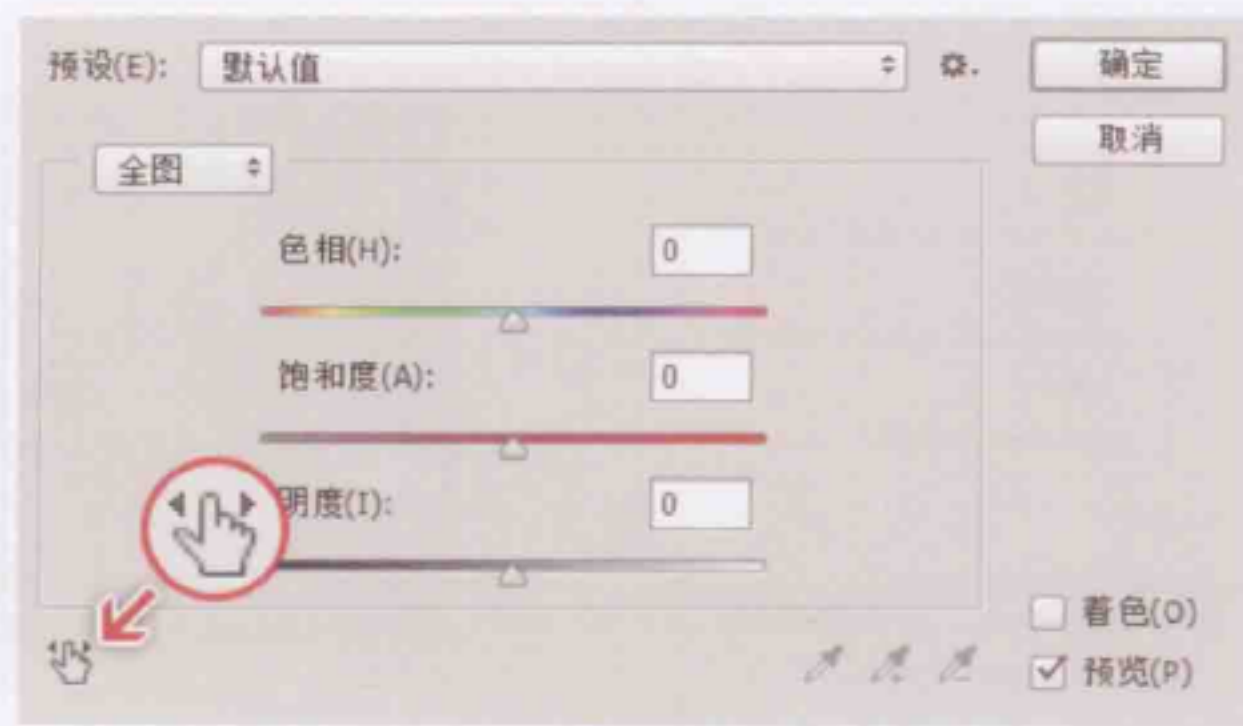 预设(E): 默认值
确定
取消
全图
色相(H): 0
饱和度(A): 0
明度(I): 0
着色(O)
预览(P)